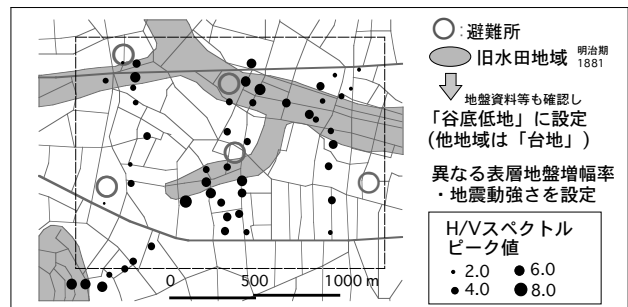 ：避難所
旧水田地域 明治期
1881
地盤資料等も確認し
「谷底低地」に設定
(他地域は「台地」)
異なる表層地盤増幅率
・地震動強さを設定
H/Vスペクトル
ピーク値
2.0 6.0
4.0 8.0
0 500 1000 m